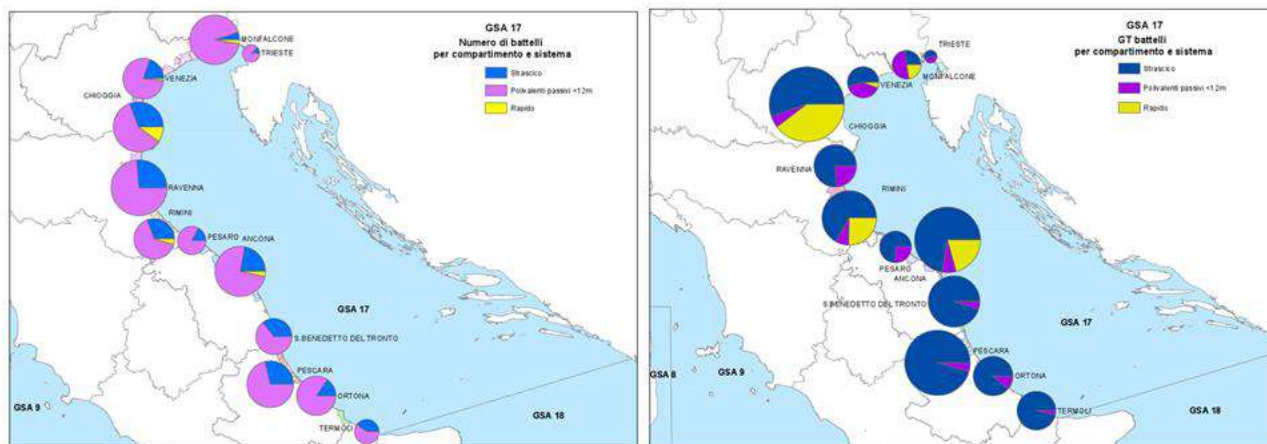 GSA 17
Numero di battelli
per compartimento e sistema
Strascico
Polivalenti passivi <12m
Rapido
MONFALCONE
TRIESTE
VENEZIA
CHIOGGIA
RAVENNA
RIMINI
PESARO
ANCONA
GSA 17
S.BENEDETTO DEL TRONTO
PESCARA
ORTONA
GSA 9
GSA 18
TERMOLI
GSA 17
GT battelli
per compartimento e sistema
Strascico
Polivalenti passivi <12m
Rapido
TRIESTE
MONFALCONE
VENEZIA
CHIOGGIA
RAVENNA
RIMINI
PESARO
ANCONA
S.BENEDETTO DEL TRONTO
GSA 17
PESCARA
GSA 8
GSA 9
ORTONA
TERMOLI
GSA 18